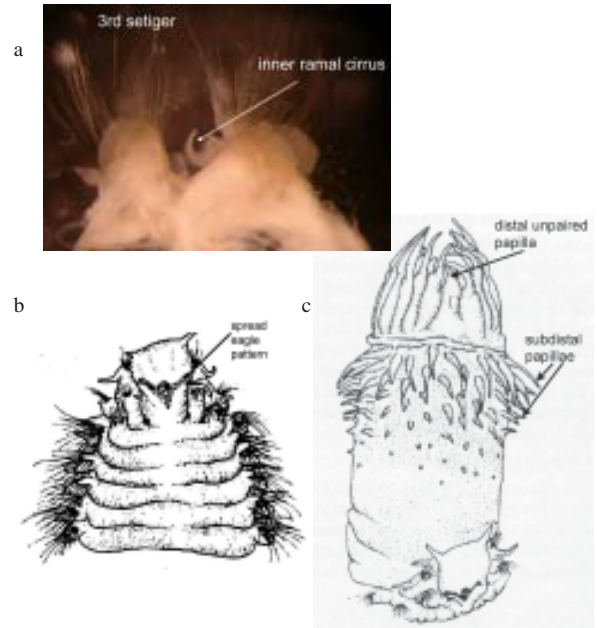 a
3rd setiger
inner ramal cirrus
b
spread
eagle
pattern
c
distal unpaired
papilla
subdistal
papillae